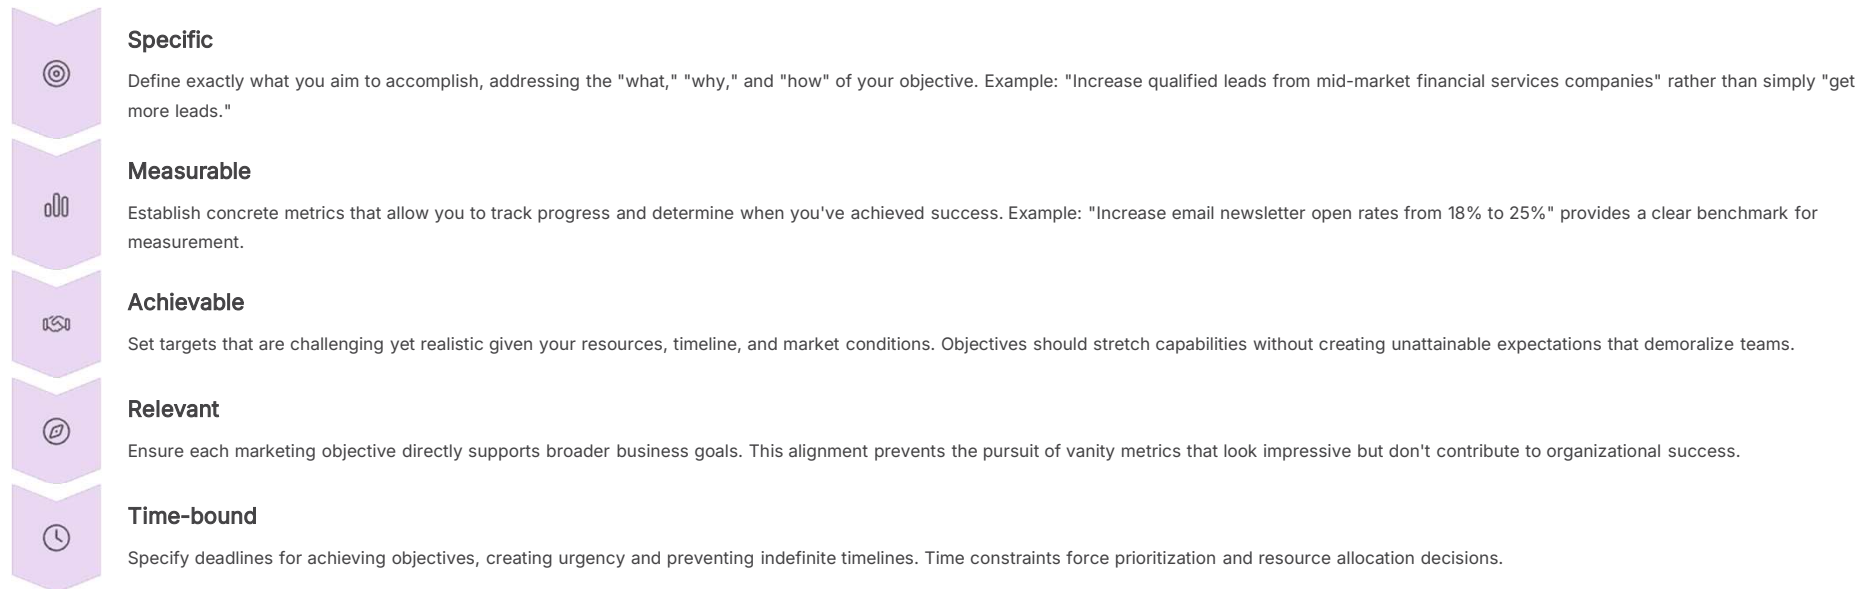 Specific
Define exactly what you aim to accomplish, addressing the "what," "why," and "how" of your objective. Example: "Increase qualified leads from mid-market financial services companies" rather than simply "get
more leads."
Measurable
Establish concrete metrics that allow you to track progress and determine when you've achieved success. Example: "Increase email newsletter open rates from 18% to 25%" provides a clear benchmark for
measurement.
Achievable
Set targets that are challenging yet realistic given your resources, timeline, and market conditions. Objectives should stretch capabilities without creating unattainable expectations that demoralize teams.
Relevant
Ensure each marketing objective directly supports broader business goals. This alignment prevents the pursuit of vanity metrics that look impressive but don't contribute to organizational success.
Time-bound
Specify deadlines for achieving objectives, creating urgency and preventing indefinite timelines. Time constraints force prioritization and resource allocation decisions.